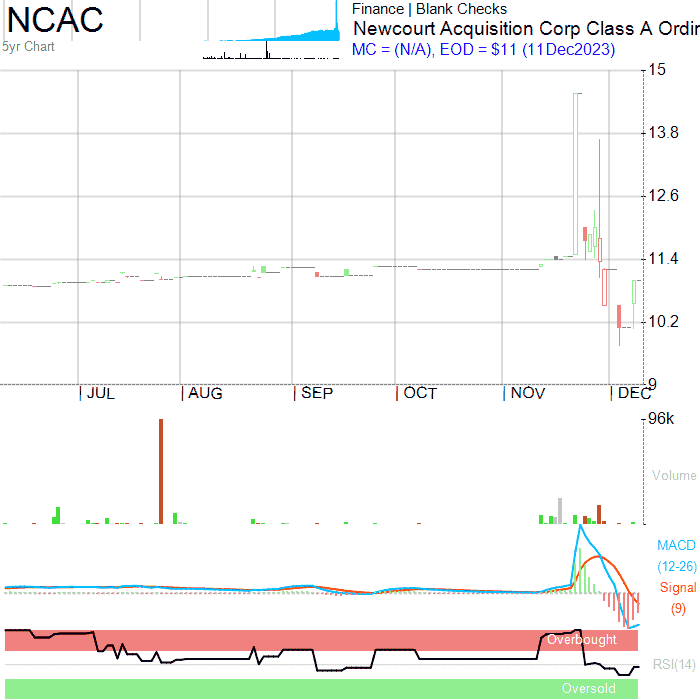 NCAC
Finance | Blank Checks
Newcourt Acquisition Corp Class A Ordin
5yr Chart
MC = (N/A), EOD = $11 (11Dec2023)
15
13.8
12.6
11.4
10.2
9
JUL AUG SEP OCT NOV DEC
96k
Volume
MACD
(12-26)
Signal
(9)
Overbought
RSI(14)
Oversold